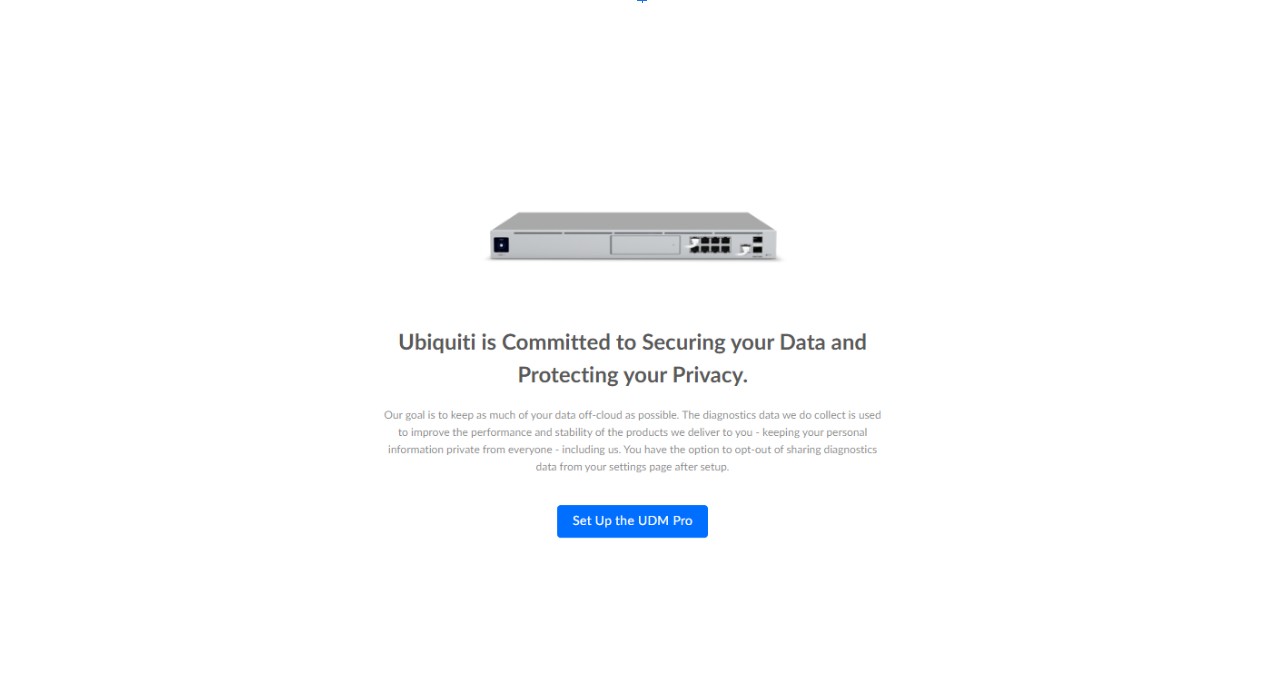 Ubiquiti is Committed to Securing your Data and
Protecting your Privacy.
Our goal is to keep as much of your data off-cloud as possible. The diagnostics data we do collect is used
to improve the performance and stability of the products we deliver to you - keeping your personal
information private from everyone - including us. You have the option to opt-out of sharing diagnostics
data from your settings page after setup.
Set Up the UDM Pro